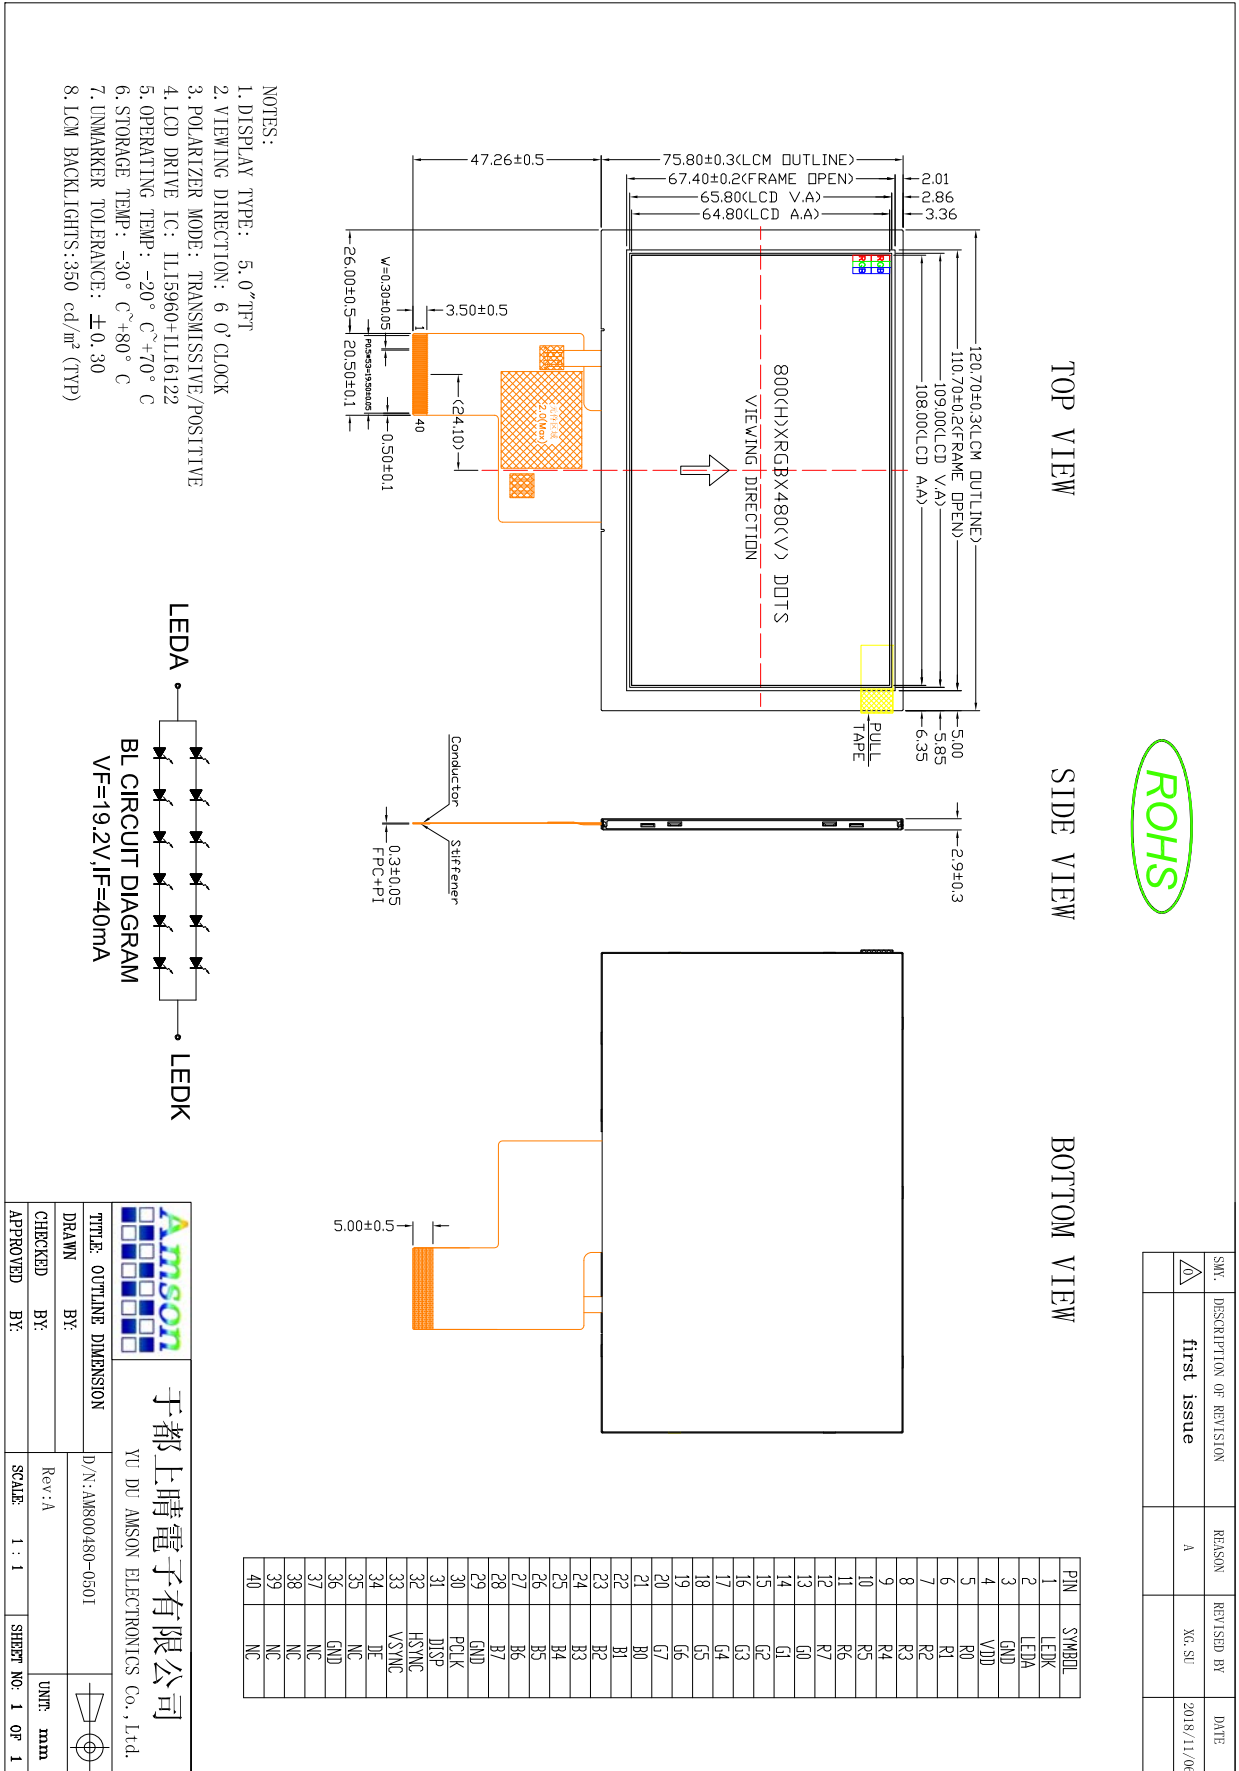 SMY. DESCRIPTION OF REVISION REASON REVISED BY DATE
0 first issue A XG.SU 2018/11/06
ROHS
TOP VIEW
SIDE VIEW
BOTTOM VIEW
120.70±0.3(LCM OUTLINE)
110.70±0.2(FRAME OPEN)
109.00(LCD V.A)
108.00(LCD A.A)
5.00
5.85
6.35
75.80±0.3(LCM OUTLINE)
67.40±0.2(FRAME OPEN)
65.80(LCD V.A)
64.80(LCD A.A)
2.01
2.86
3.36
47.26±0.5
RGB
RGB
800(H)XRGBX480(V) DOTS
VIEWING DIRECTION
PULL
TAPE
2.0(Max)
3.50±0.5
1
40
(24.10)
W=0.30±0.05
0.50±0.1
26.00±0.5
20.50±0.1
2.9±0.3
Conductor
Stiffener
0.3±0.05
FPC+PI
5.00±0.5
PIN SYMBOL
1 LEDK
2 LEDA
3 GND
4 VDD
5 R0
6 R1
7 R2
8 R3
9 R4
10 R5
11 R6
12 R7
13 G0
14 G1
15 G2
16 G3
17 G4
18 G5
19 G6
20 G7
21 B0
22 B1
23 B2
24 B3
25 B4
26 B5
27 B6
28 B7
29 GND
30 PCLK
31 DISP
32 HSYNC
33 VSYNC
34 DE
35 NC
36 GND
37 NC
38 NC
39 NC
40 NC
NOTES:
1.DISPLAY TYPE: 5.0"TFT
2.VIEWING DIRECTION: 6 O'CLOCK
3.POLARIZER MODE: TRANSMISSIVE/POSITIVE
4.LCD DRIVE IC: ILI5960+ILI6122
5.OPERATING TEMP: -20° C~+70° C
6.STORAGE TEMP: -30° C~+80° C
7.UNMARKER TOLERANCE: ±0.30
8.LCM BACKLIGHTS:350 cd/m² (TYP)
LEDA
LEDK
BL CIRCUIT DIAGRAM
VF=19.2V,IF=40mA
Amson
于都上晴電子有限公司
YU DU AMSON ELECTRONICS Co.,Ltd.
TITLE: OUTLINE DIMENSION
D/N:AM800480-050I
DRAWN BY:
CHECKED BY:
Rev:A
UNIT: mm
APPROVED BY:
SCALE: 1 : 1
SHEET NO: 1 OF 1